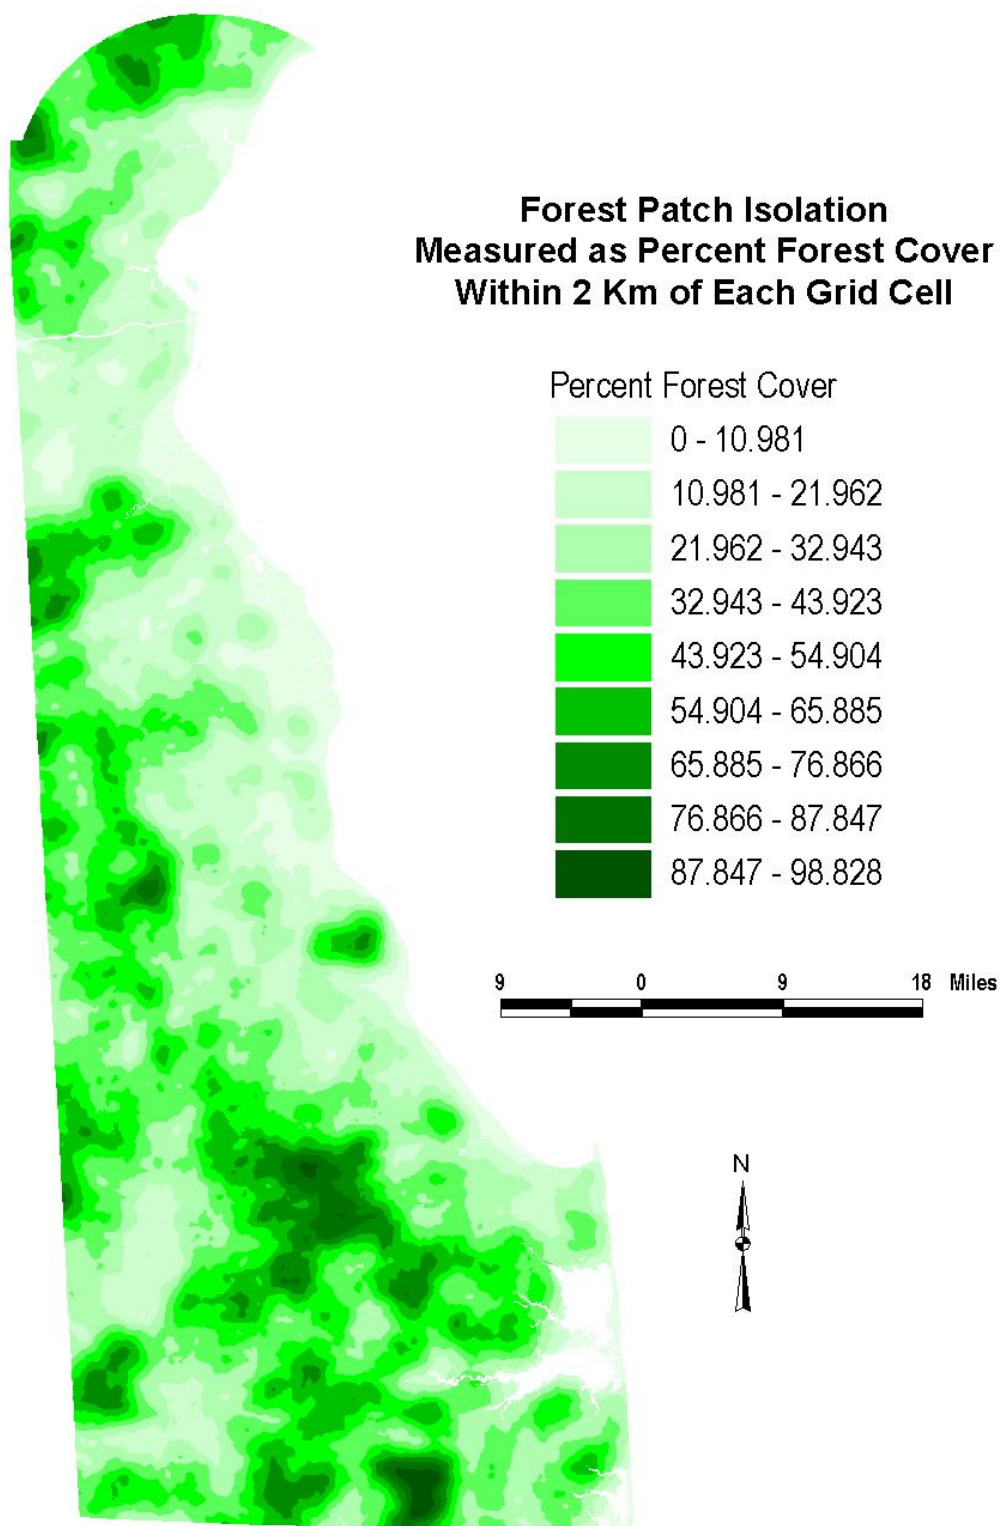 Forest Patch Isolation
Measured as Percent Forest Cover
Within 2 Km of Each Grid Cell
Percent Forest Cover
0 - 10.981
10.981 - 21.962
21.962 - 32.943
32.943 - 43.923
43.923 - 54.904
54.904 - 65.885
65.885 - 76.866
76.866 - 87.847
87.847 - 98.828
9 0 9 18 Miles
N